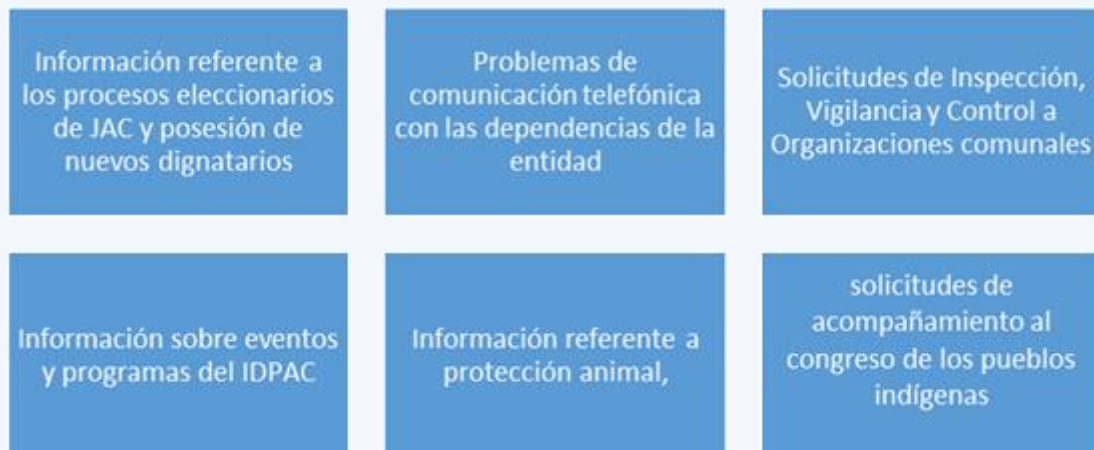 Información referente a
los procesos eleccionarios
de JAC y posesión de
nuevos dignatarios
Problemas de
comunicación telefónica
con las dependencias de la
entidad
Solicitudes de Inspección,
Vigilancia y Control a
Organizaciones comunales
Información sobre eventos
y programas del IDPAC
Información referente a
protección animal,
solicitudes de
acompañamiento al
congreso de los pueblos
indígenas